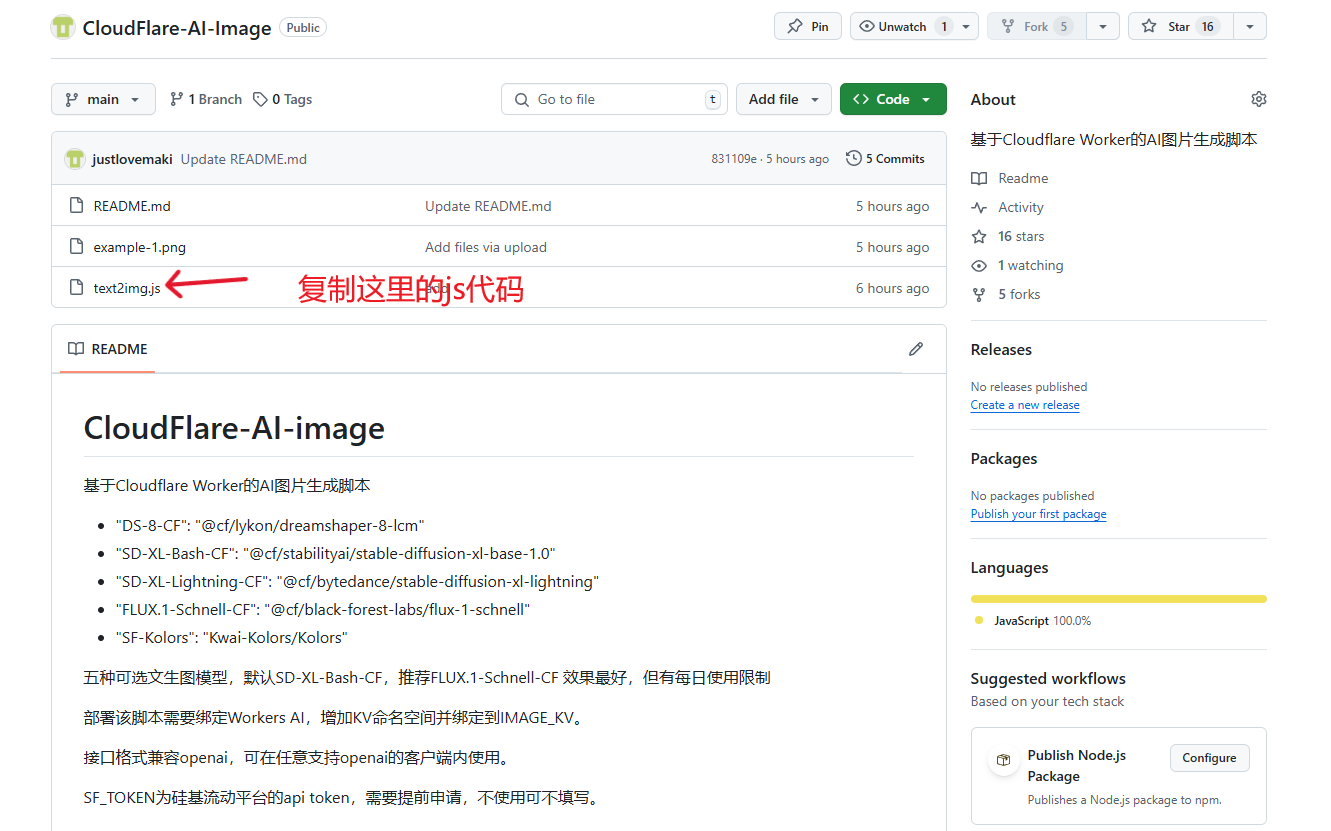 CloudFlare-AI-Image Public Pin Unwatch 1 Fork 5 Star 16
main 1 Branch 0 Tags Go to file t Add file Code
justlovemaki Update README.md 831109e · 5 hours ago 5 Commits
README.md Update README.md 5 hours ago
example-1.png Add files via upload 5 hours ago
text2img.js 复制这里的js代码 6 hours ago
README
CloudFlare-AI-image
基于Cloudflare Worker的AI图片生成脚本
"DS-8-CF": "@cf/lykon/dreamshaper-8-lcm"
"SD-XL-Bash-CF": "@cf/stabilityai/stable-diffusion-xl-base-1.0"
"SD-XL-Lightning-CF": "@cf/bytedance/stable-diffusion-xl-lightning"
"FLUX.1-Schnell-CF": "@cf/black-forest-labs/flux-1-schnell"
"SF-Kolors": "Kwai-Kolors/Kolors"
五种可选文生图模型，默认SD-XL-Bash-CF，推荐FLUX.1-Schnell-CF 效果最好，但有每日使用限制
部署该脚本需要绑定Workers AI，增加KV命名空间并绑定到IMAGE_KV。
接口格式兼容openai，可在任意支持openai的客户端内使用。
SF_TOKEN为硅基流动平台的api token，需要提前申请，不使用可不填写。
About
基于Cloudflare Worker的AI图片生成脚本
Readme
Activity
16 stars
1 watching
5 forks
Releases
No releases published
Create a new release
Packages
No packages published
Publish your first package
Languages
JavaScript 100.0%
Suggested workflows
Based on your tech stack
Publish Node.js Package Configure
Publishes a Node.js package to npm.